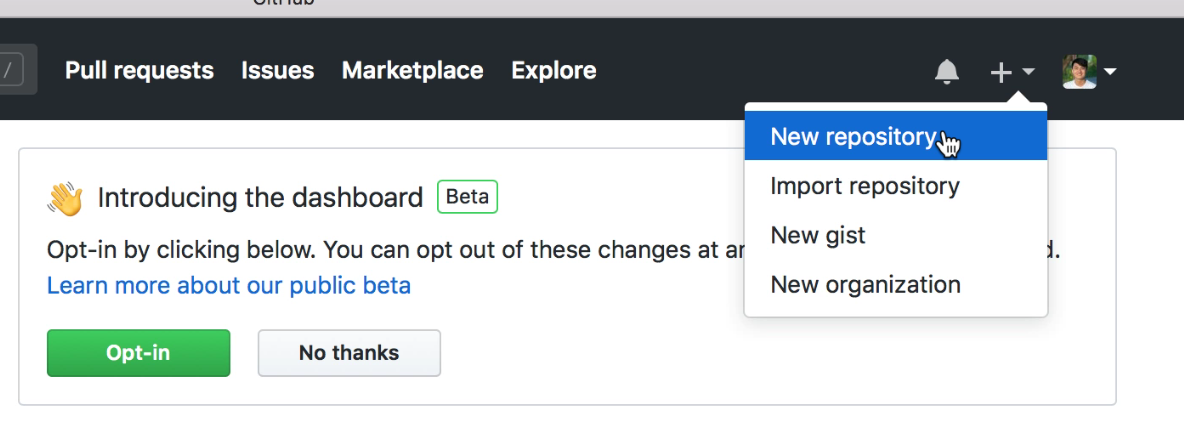 GitHub
/
Pull requests Issues Marketplace Explore
New repository
Import repository
New gist
New organization
Introducing the dashboard Beta
Opt-in by clicking below. You can opt out of these changes at
d.
Learn more about our public beta
Opt-in No thanks